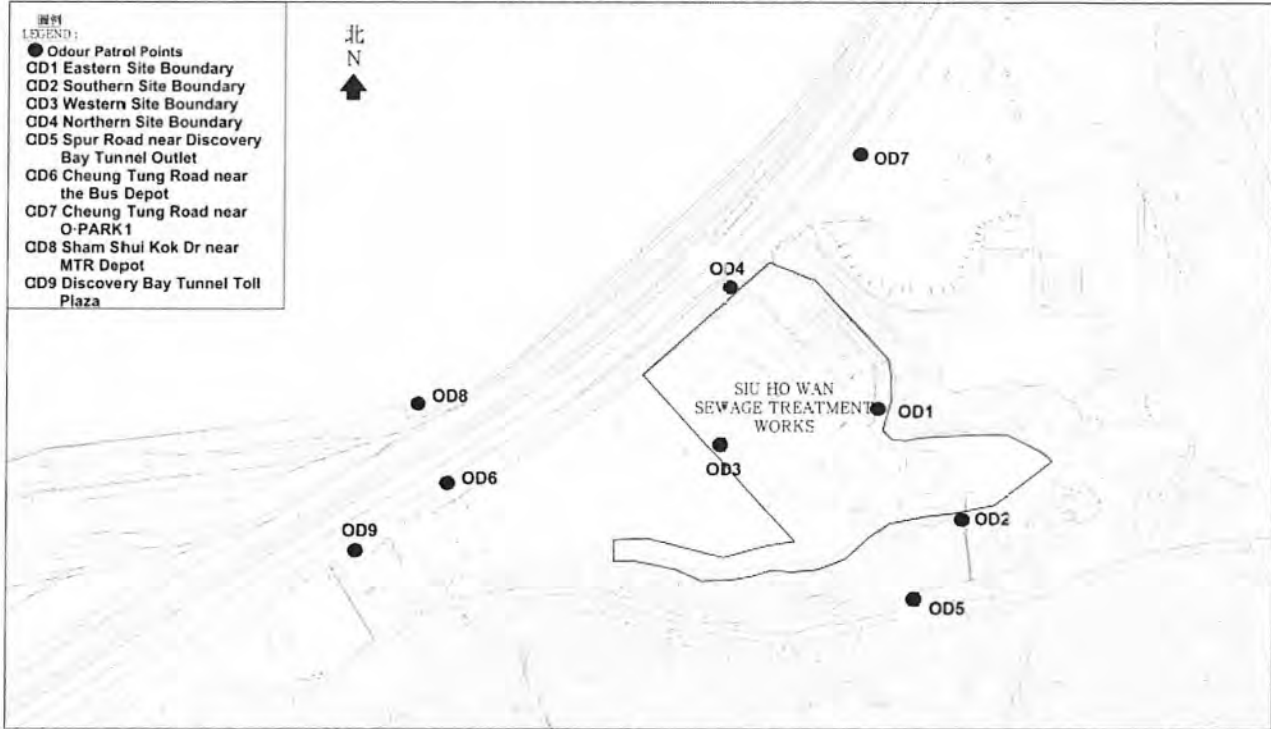 圖例
LEGEND :
Odour Patrol Points
OD1 Eastern Site Boundary
OD2 Southern Site Boundary
OD3 Western Site Boundary
OD4 Northern Site Boundary
OD5 Spur Road near Discovery
Bay Tunnel Outlet
OD6 Cheung Tung Road near
the Bus Depot
OD7 Cheung Tung Road near
O·PARK1
OD8 Sham Shui Kok Dr near
MTR Depot
OD9 Discovery Bay Tunnel Toll
Plaza
北
N
OD7
OD4
OD8
SIU HO WAN
SEWAGE TREATMENT
WORKS
OD1
OD3
OD6
OD2
OD9
OD5